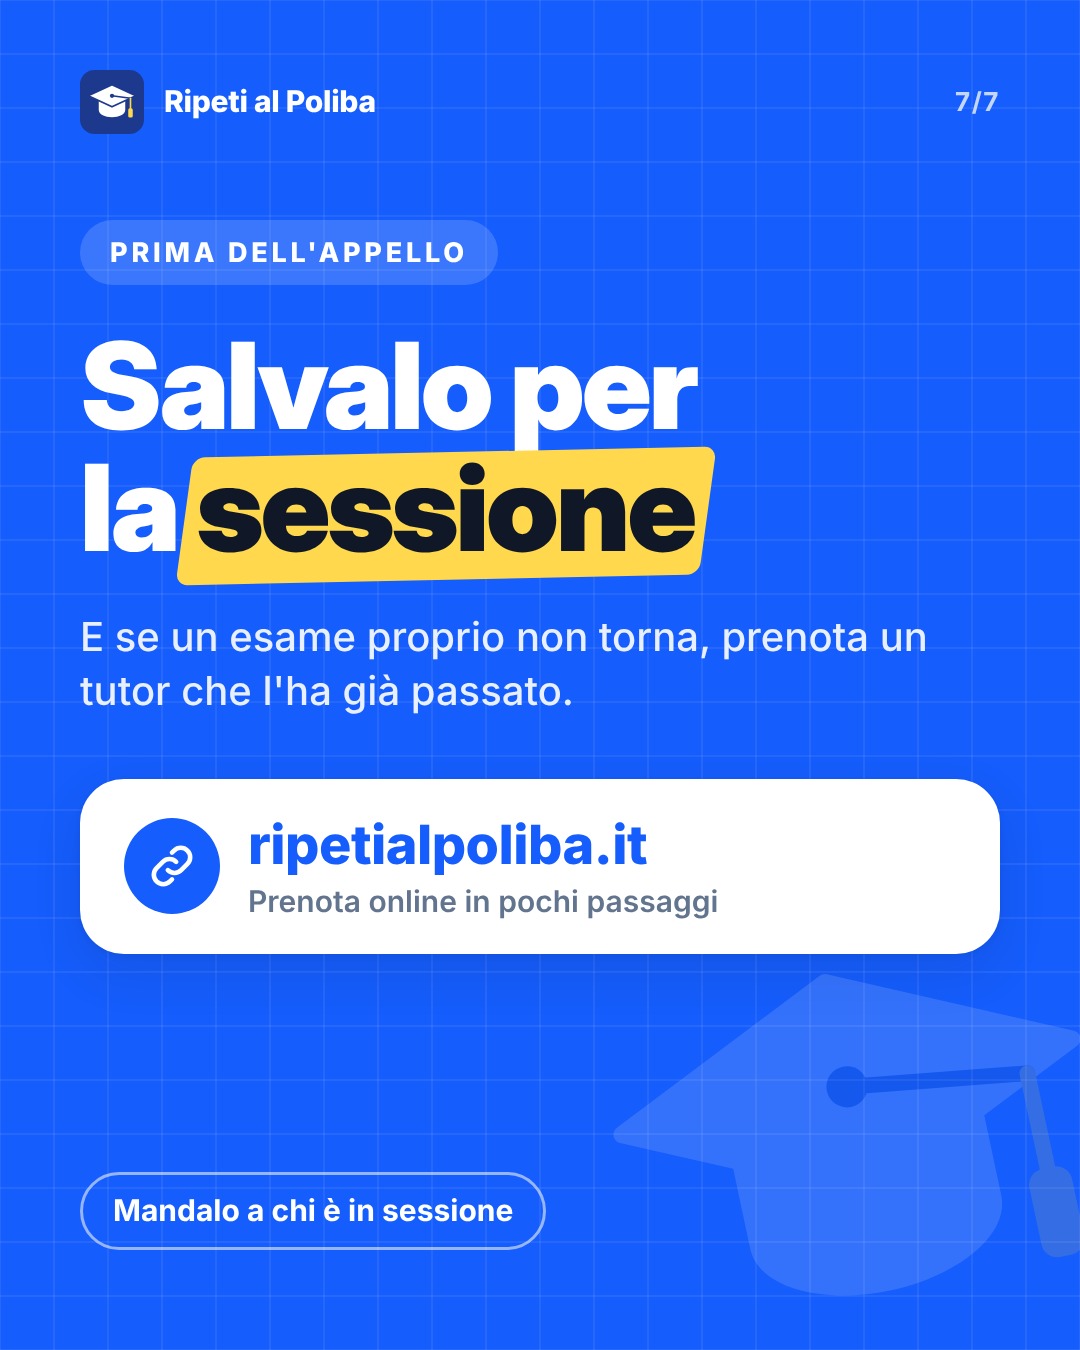 Ripeti al Poliba
7/7
PRIMA DELL'APPELLO
Salvalo per
la sessione
E se un esame proprio non torna, prenota un
tutor che l'ha già passato.
ripetialpoliba.it
Prenota online in pochi passaggi
Mandalo a chi è in sessione